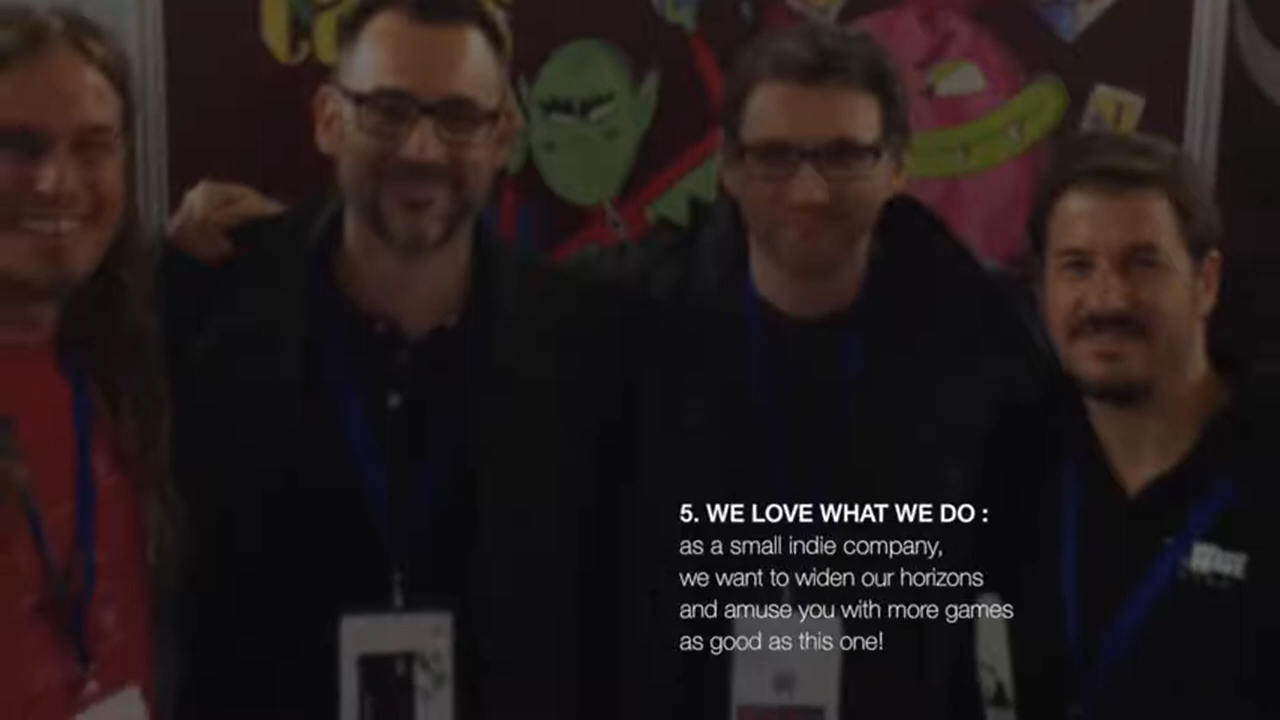 5. WE LOVE WHAT WE DO :
as a small indie company,
we want to widen our horizons
and amuse you with more games
as good as this one!